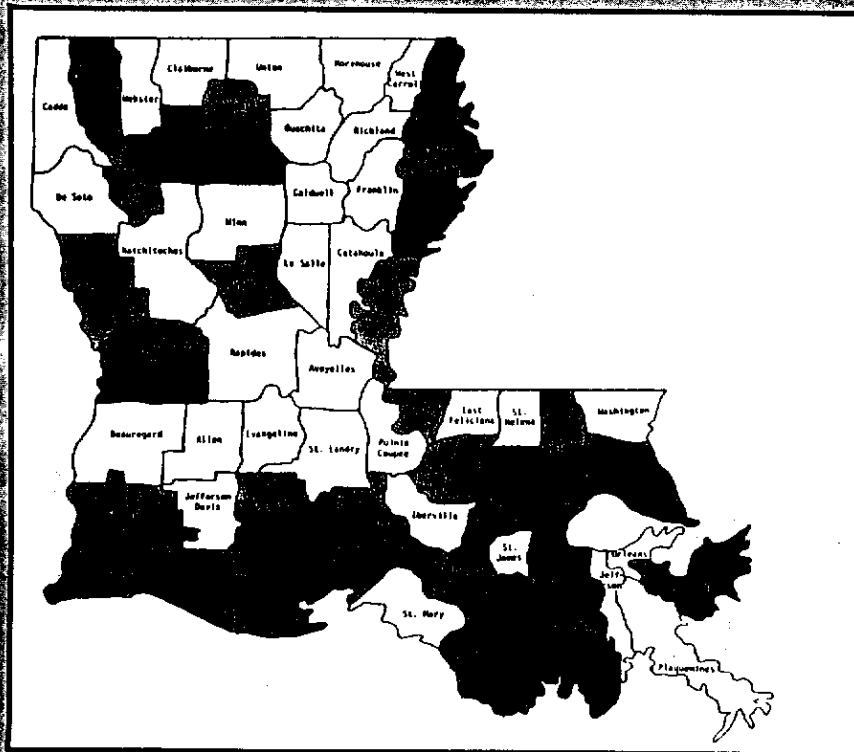 Claiborne
Union
Morehouse
West
Carroll
Caddo
Webster
Ouachita
Richland
De Soto
Caldwell
Franklin
Winn
Natchitoches
La Salle
Catahoula
Rapides
Avoyelles
East
Feliciana
St.
Helena
Washington
Beauregard
Allen
Evangeline
St. Landry
Pointe
Coupee
Jefferson
Davis
Iberville
St.
James
Orleans
Jeff-
erson
St. Mary
Plaquemines